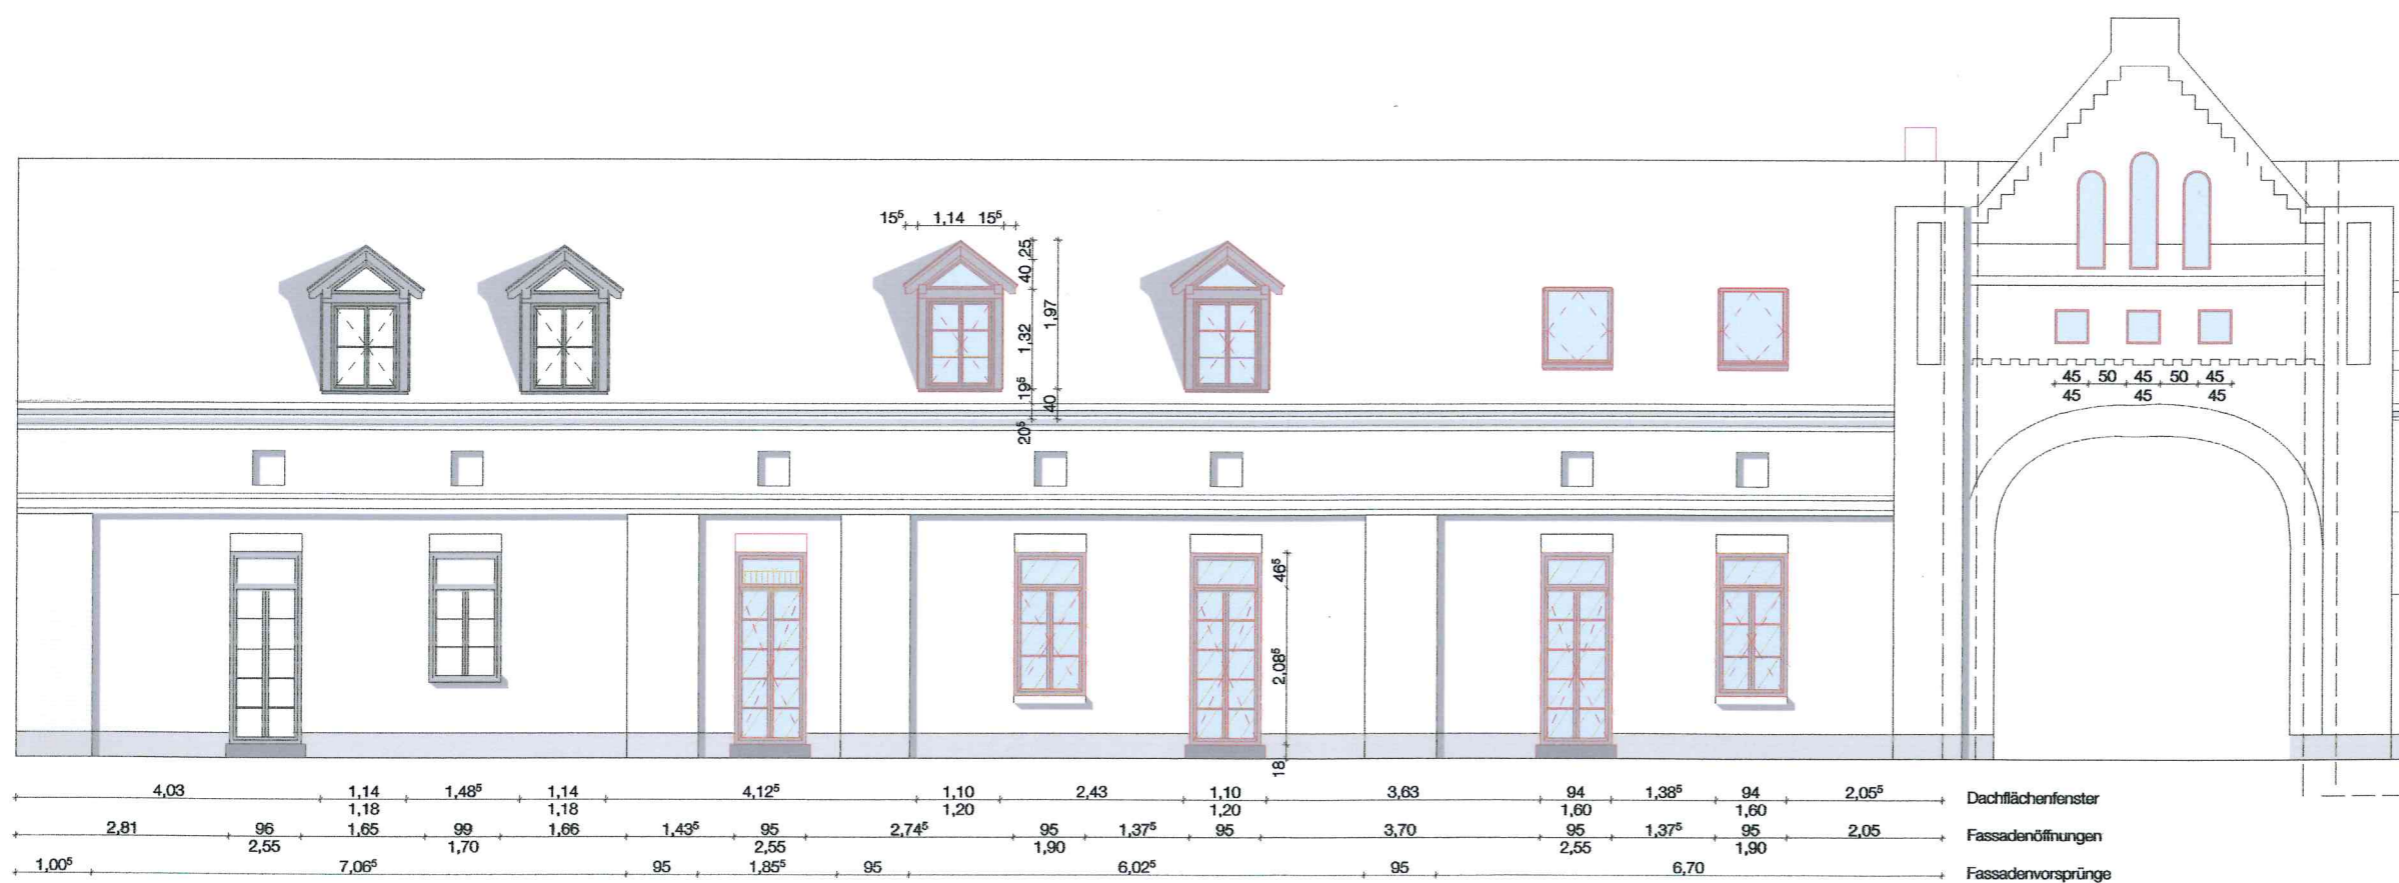 15⁵ 1,14 15⁵
25
40
1,97
1,32
19⁵
40
20⁵
45 50 45 50 45
45 45 45
46⁵
2,08⁵
18
4,03 1,14 1,48⁵ 1,14 4,12⁵ 1,10 2,43 1,10 3,63 94 1,38⁵ 94 2,05⁵ Dachflächenfenster
1,18 1,18 1,20 1,20 1,60 1,60
2,81 96 1,65 99 1,66 1,43⁵ 95 2,74⁵ 95 1,37⁵ 95 3,70 95 1,37⁵ 95 2,05 Fassadenöffnungen
2,55 1,70 2,55 1,90 2,55 1,90
1,00⁵ 7,06⁵ 95 1,85⁵ 95 6,02⁵ 95 6,70 Fassadenvorsprünge